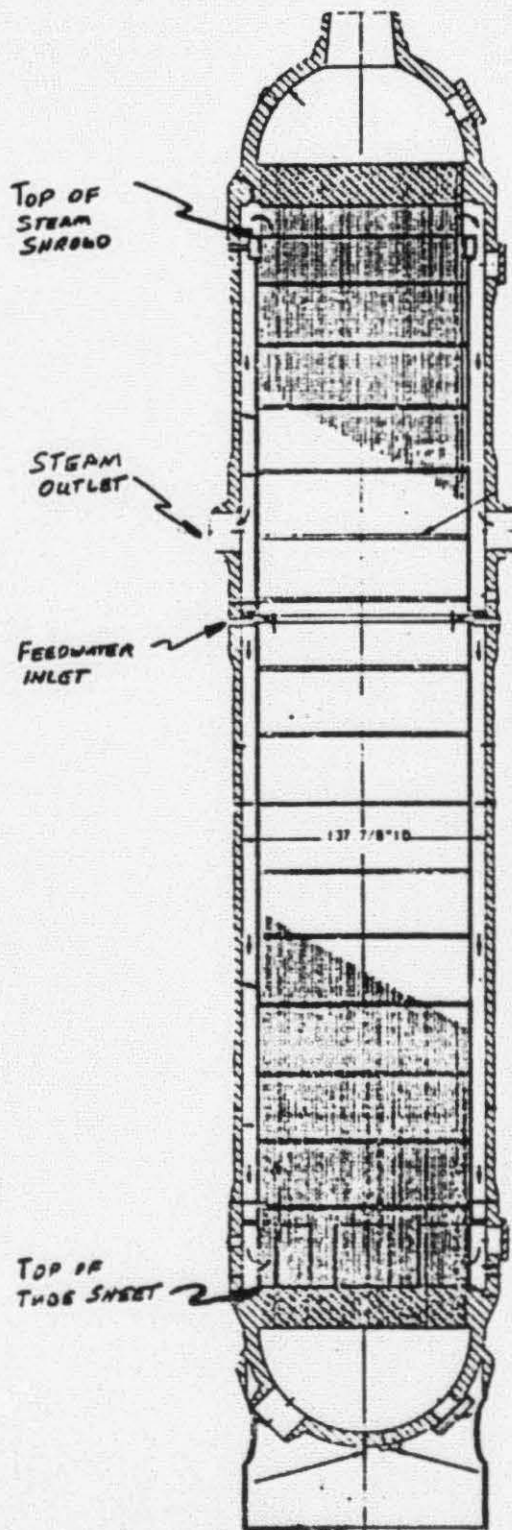 TOP OF
STEAM
SHROUD
STEAM
OUTLET
FEEDWATER
INLET
137 7/8" ID
TOP OF
TUBE SHEET